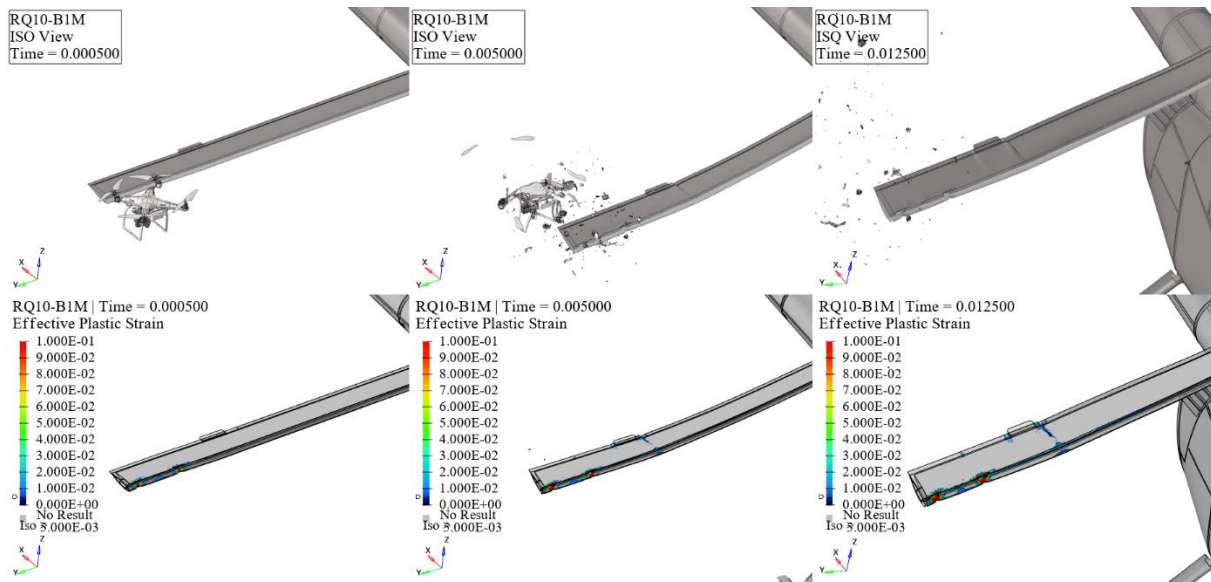 RQ10-B1M
ISO View
Time = 0.000500
Z
X
Y
RQ10-B1M
ISO View
Time = 0.005000
Z
X
Y
RQ10-B1M
ISO View
Time = 0.012500
Z
X
Y
RQ10-B1M | Time = 0.000500
Effective Plastic Strain
1.000E-01
9.000E-02
8.000E-02
7.000E-02
6.000E-02
5.000E-02
4.000E-02
3.000E-02
2.000E-02
1.000E-02
0.000E+00
No Result
Iso > 5.000E-03
Z
X
Y
RQ10-B1M | Time = 0.005000
Effective Plastic Strain
1.000E-01
9.000E-02
8.000E-02
7.000E-02
6.000E-02
5.000E-02
4.000E-02
3.000E-02
2.000E-02
1.000E-02
0.000E+00
No Result
Iso > 5.000E-03
Z
X
Y
RQ10-B1M | Time = 0.012500
Effective Plastic Strain
1.000E-01
9.000E-02
8.000E-02
7.000E-02
6.000E-02
5.000E-02
4.000E-02
3.000E-02
2.000E-02
1.000E-02
0.000E+00
No Result
Iso > 5.000E-03
Z
X
Y